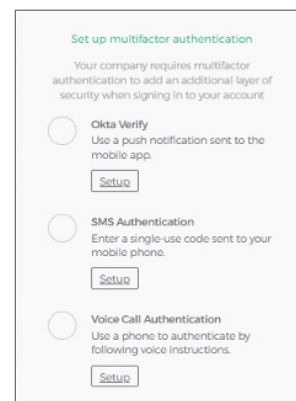 Set up multifactor authentication
Your company requires multifactor
authentication to add an additional layer of
security when signing in to your account
Okta Verify
Use a push notification sent to the
mobile app.
Setup
SMS Authentication
Enter a single-use code sent to your
mobile phone.
Setup
Voice Call Authentication
Use a phone to authenticate by
following voice instructions.
Setup